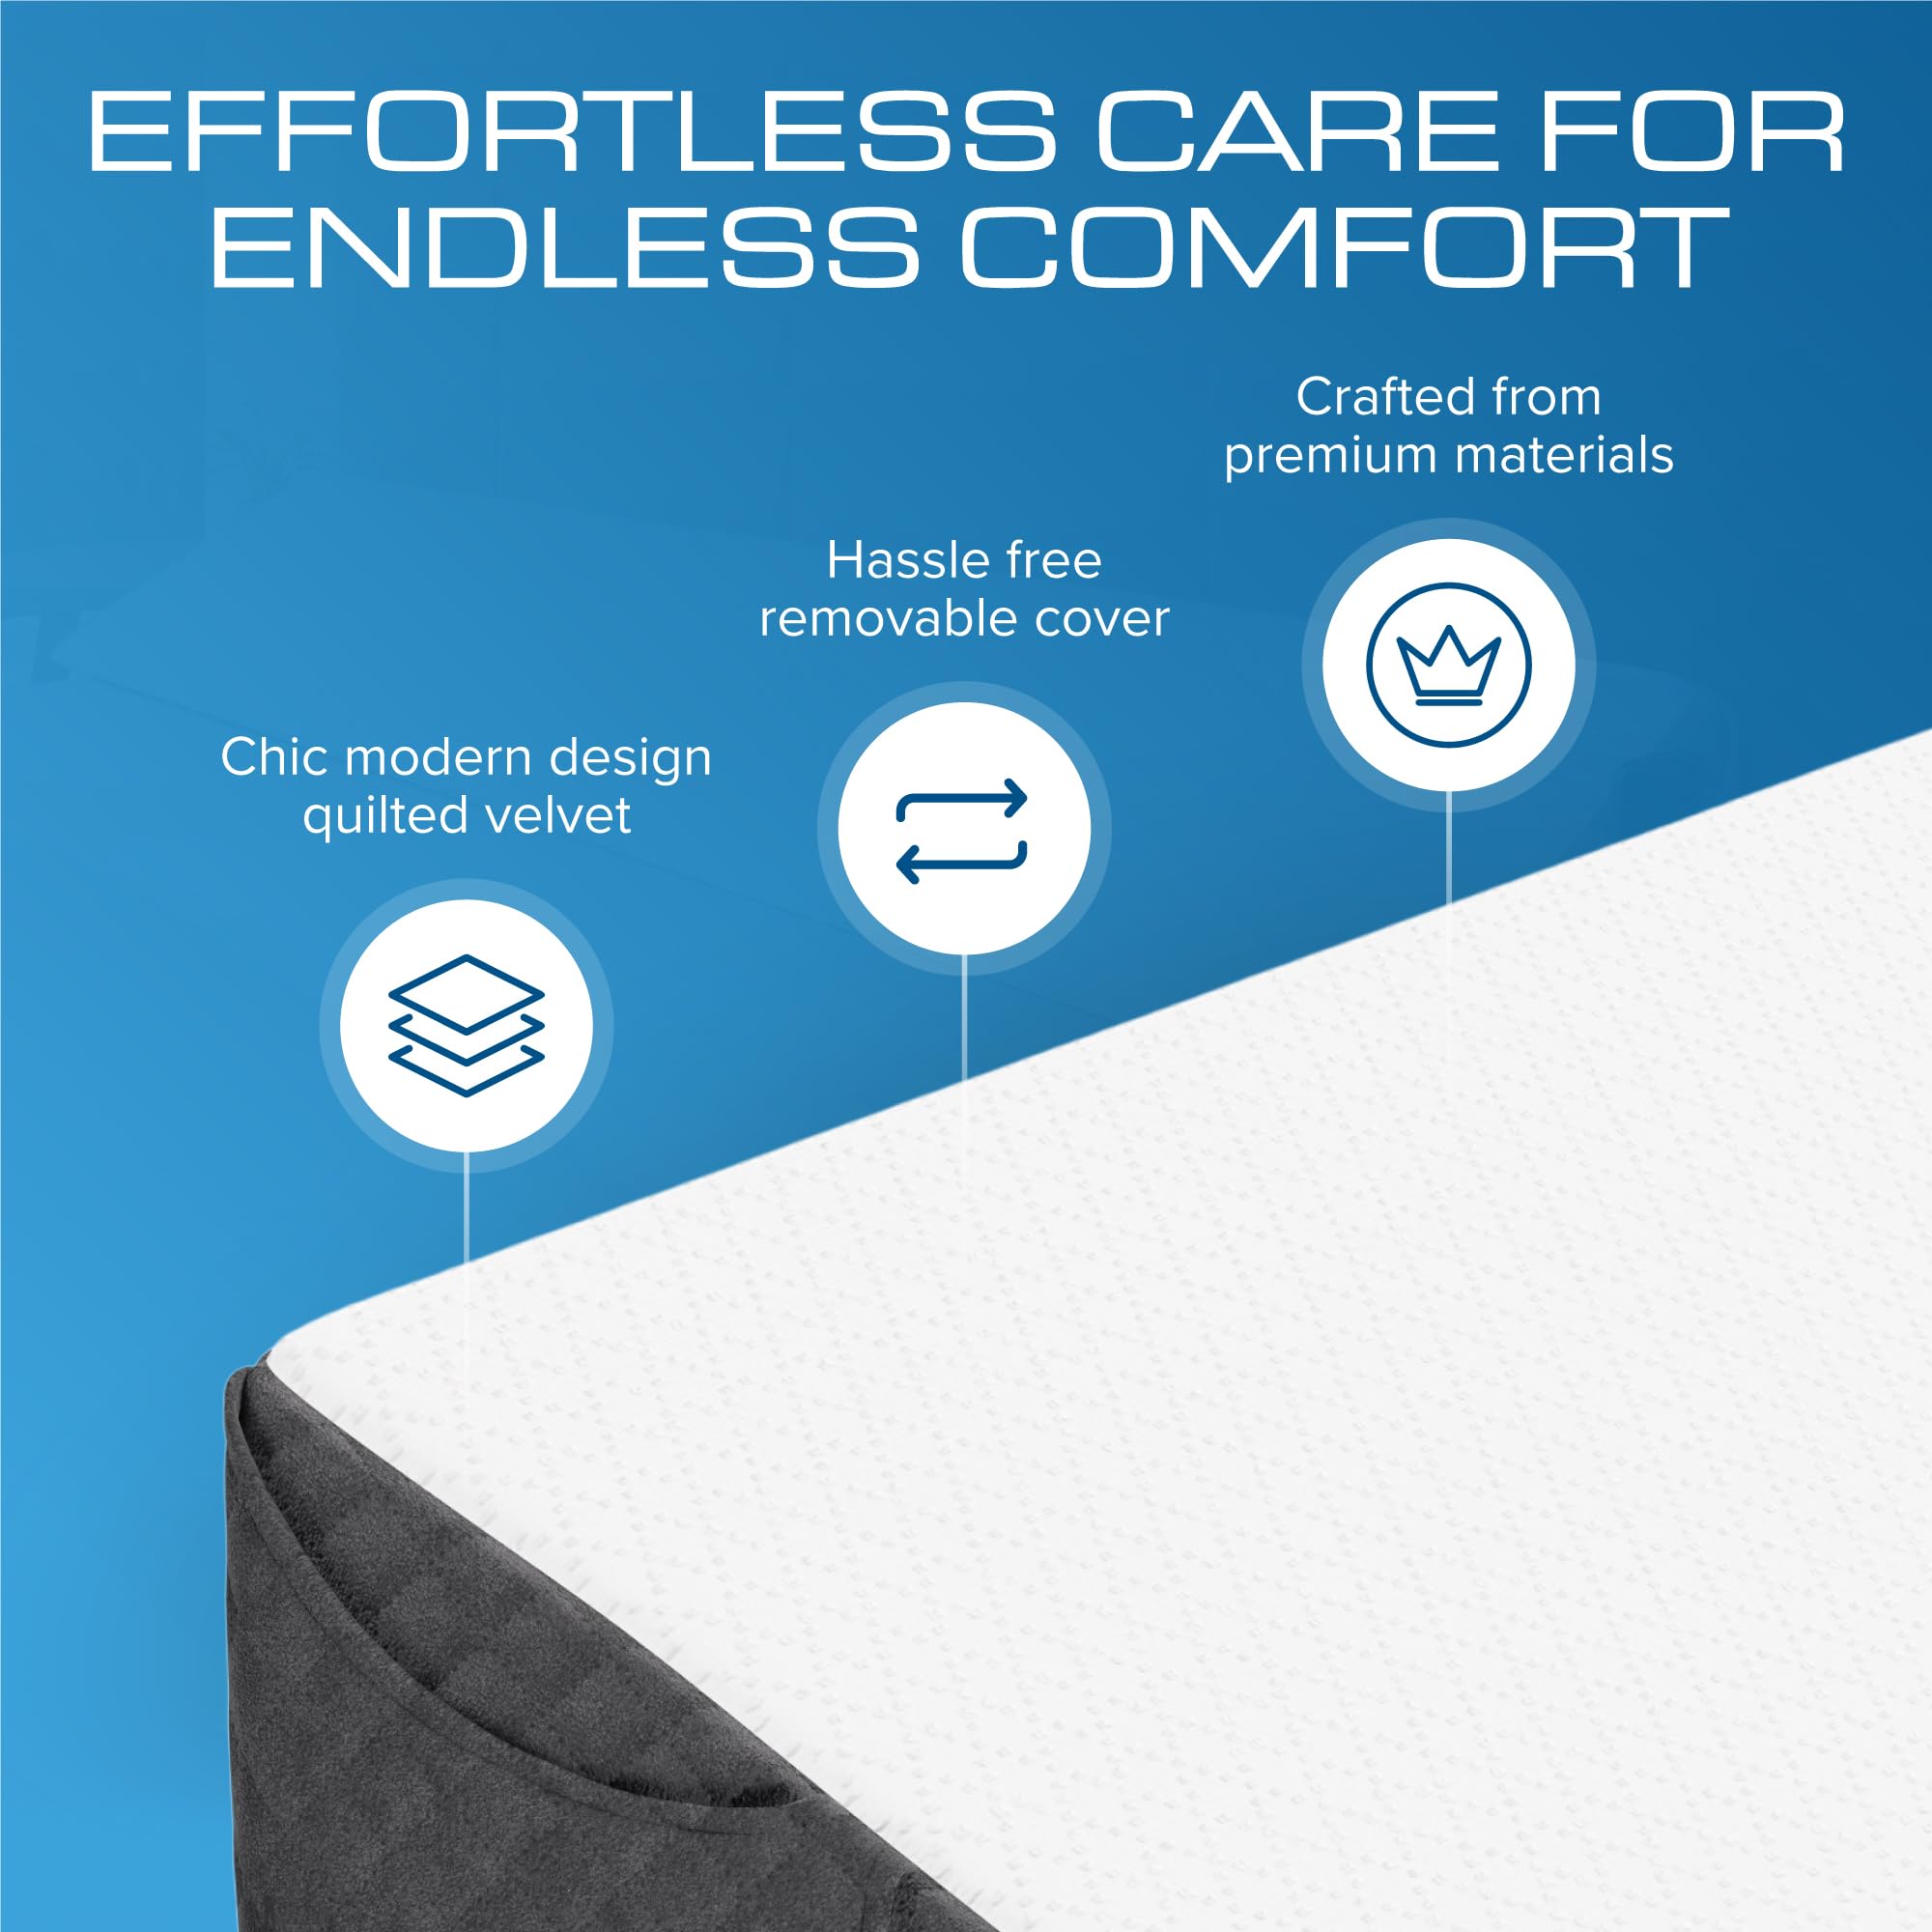 EFFORTLESS CARE FOR
ENDLESS COMFORT
Crafted from
premium materials
Hassle free
removable cover
Chic modern design
quilted velvet